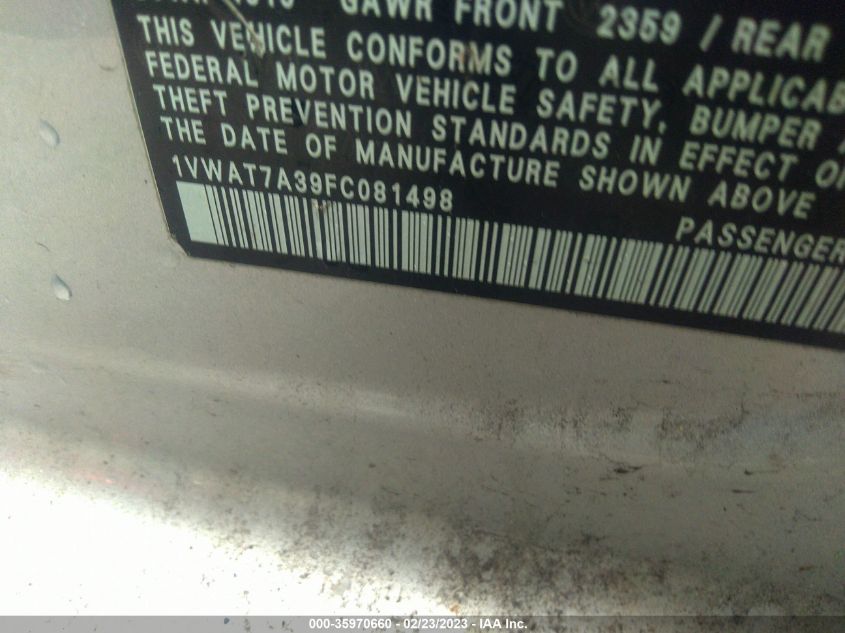 GAWR FRONT 2359 / REAR
THIS VEHICLE CONFORMS TO ALL APPLICAB
FEDERAL MOTOR VEHICLE SAFETY, BUMPER
THEFT PREVENTION STANDARDS IN EFFECT O
THE DATE OF MANUFACTURE SHOWN ABOVE
1VWAT7A39FC081498
PASSENGER
000-35970660 - 02/23/2023 - IAA Inc.